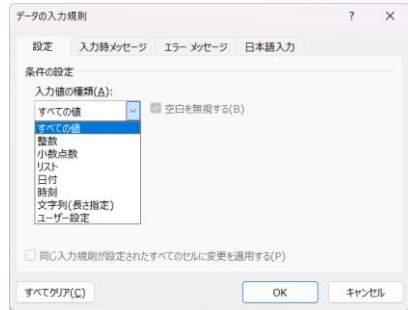 データの入力規則 ? ×
設定 入力時メッセージ エラー メッセージ 日本語入力
条件の設定
入力値の種類(A):
すべての値 空白を無視する(B)
すべての値
整数
小数点数
リスト
日付
時刻
文字列(長さ指定)
ユーザー設定
同じ入力規則が設定されたすべてのセルに変更を適用する(P)
すべてクリア(C) OK キャンセル